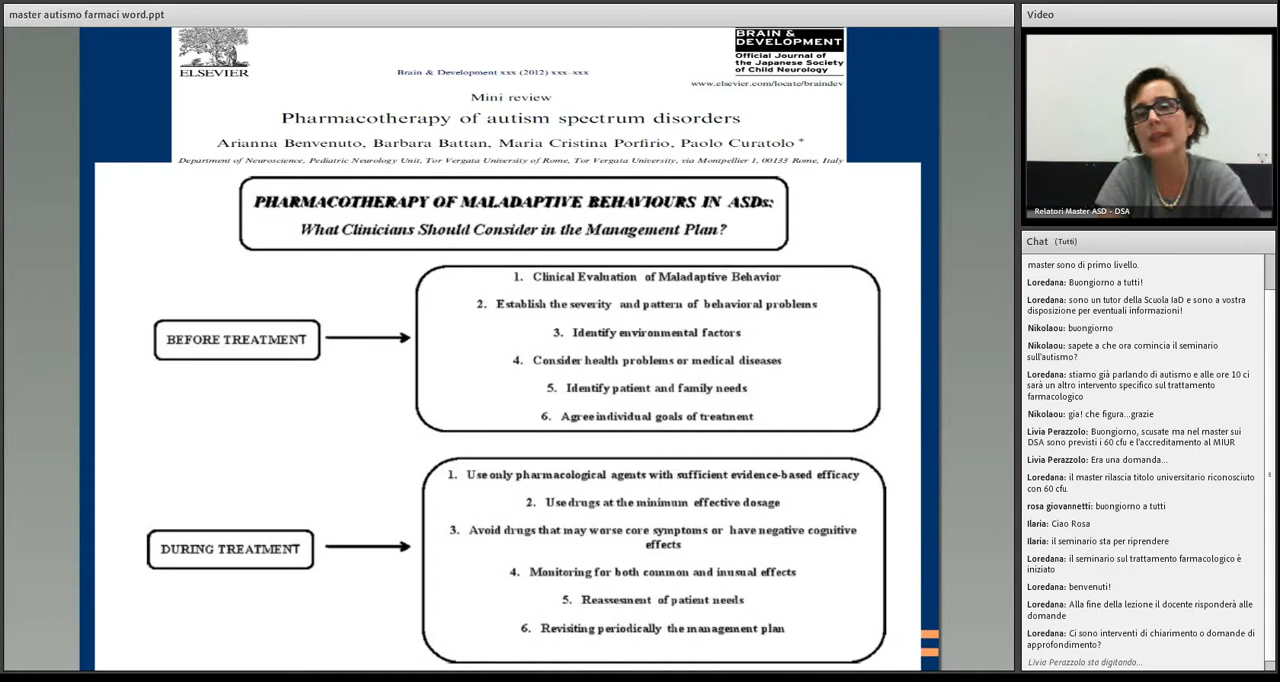 master autismo farmaci word.ppt
ELSEVIER
Brain & Development xxx (2012) xxx–xxx
BRAIN &
DEVELOPMENT
Official Journal of
the Japanese Society
of Child Neurology
www.elsevier.com/locate/braindev
Mini review
Pharmacotherapy of autism spectrum disorders
Arianna Benvenuto, Barbara Battan, Maria Cristina Porfirio, Paolo Curatolo *
Department of Neuroscience, Pediatric Neurology Unit, Tor Vergata University of Rome, Tor Vergata University, via Montpellier 1, 00133 Rome, Italy
PHARMACOTHERAPY OF MALADAPTIVE BEHAVIOURS IN ASDs:
What Clinicians Should Consider in the Management Plan?
BEFORE TREATMENT
1. Clinical Evaluation of Maladaptive Behavior
2. Establish the severity and pattern of behavioral problems
3. Identify environmental factors
4. Consider health problems or medical diseases
5. Identify patient and family needs
6. Agree individual goals of treatment
DURING TREATMENT
1. Use only pharmacological agents with sufficient evidence-based efficacy
2. Use drugs at the minimum effective dosage
3. Avoid drugs that may worse core symptoms or have negative cognitive
effects
4. Monitoring for both common and inusual effects
5. Reassesment of patient needs
6. Revisiting periodically the management plan
Video
Relatori Master ASD - DSA
Chat (Tutti)
master sono di primo livello.
Loredana: Buongiorno a tutti!
Loredana: sono un tutor della Scuola IaD e sono a vostra
disposizione per eventuali informazioni!
Nikolaou: buongiorno
Nikolaou: sapete a che ora comincia il seminario
sull'autismo?
Loredana: stiamo già parlando di autismo e alle ore 10 ci
sarà un altro intervento specifico sul trattamento
farmacologico
Nikolaou: gia! che figura...grazie
Livia Perazzolo: Buongiorno, scusate ma nel master sui
DSA sono previsti i 60 cfu e l'accreditamento al MIUR
Livia Perazzolo: Era una domanda...
Loredana: il master rilascia titolo universitario riconosciuto
con 60 cfu.
rosa giovannetti: buongiorno a tutti
Ilaria: Ciao Rosa
Ilaria: il seminario sta per riprendere
Loredana: il seminario sul trattamento farmacologico è
iniziato
Loredana: benvenuti!
Loredana: Alla fine della lezione il docente risponderà alle
domande
Loredana: Ci sono interventi di chiarimento o domande di
approfondimento?
Livia Perazzolo sta digitando...